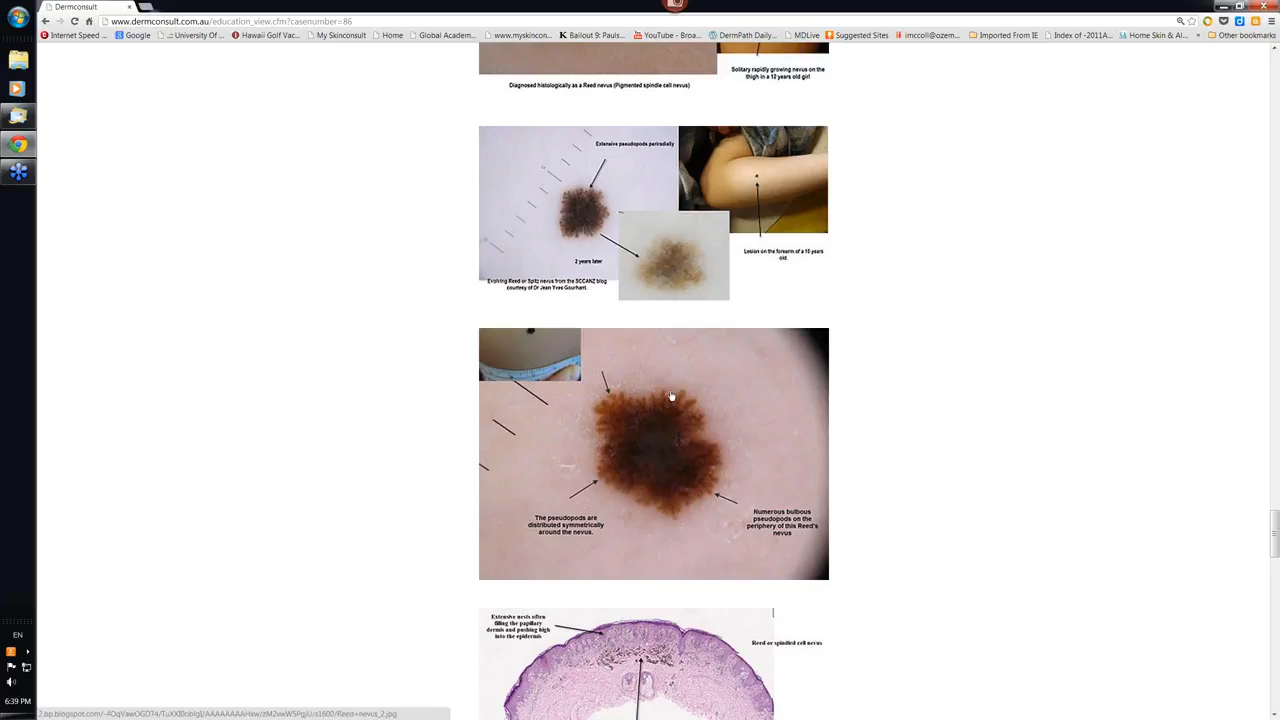 Dermconsult
www.dermconsult.com.au/education_view.cfm?casenumber=86
Internet Speed ... Google ..: University Of ... Hawaii Golf Vac... My Skinconsult Home Global Academ... www.myskincon... Bailout 9: Pauls... YouTube - Broa... DermPath Daily... MDLive Suggested Sites imccoll@ozem... Imported From IE Index of -2011A... Home Skin & Al... » Other bookmarks
Solitary rapidly growing nevus on the
thigh in a 12 years old girl
Diagnosed histologically as a Reed nevus (Pigmented spindle cell nevus)
Extensive pseudopods periradially
2 years later
Lesion on the forearm of a 10 years
old.
Evolving Reed or Spitz nevus from the SCCANZ blog
courtesy of Dr Jean Yves Gourhant.
The pseudopods are
distributed symmetrically
around the nevus.
Numerous bulbous
pseudopods on the
periphery of this Reed's
nevus
Extensive nests often
filling the papillary
dermis and pushing high
into the epidermis
Reed or spindled cell nevus
EN
6:39 PM